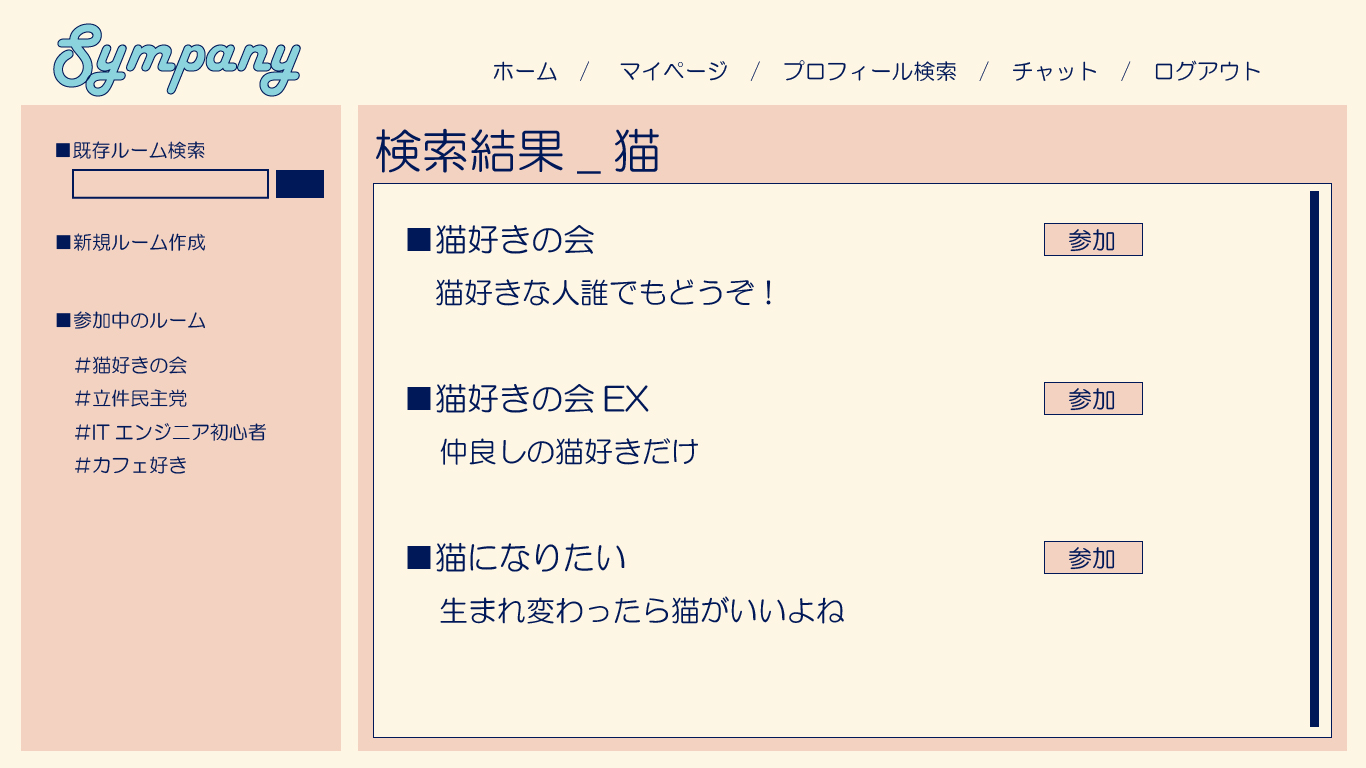 Sympany
ホーム / マイページ / プロフィール検索 / チャット / ログアウト
■既存ルーム検索
■新規ルーム作成
■参加中のルーム
#猫好きの会
#立件民主党
#IT エンジニア初心者
#カフェ好き
検索結果 _ 猫
■猫好きの会 参加
猫好きな人誰でもどうぞ！
■猫好きの会 EX 参加
仲良しの猫好きだけ
■猫になりたい 参加
生まれ変わったら猫がいいよね